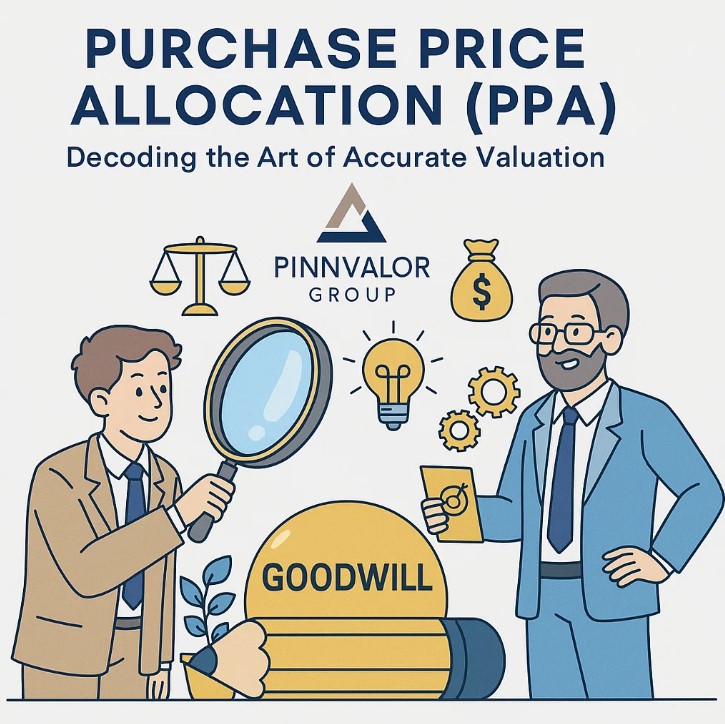 PURCHASE PRICE
ALLOCATION (PPA)
Decoding the Art of Accurate Valuation
PINNVALOR
GROUP
$
GOODWILL